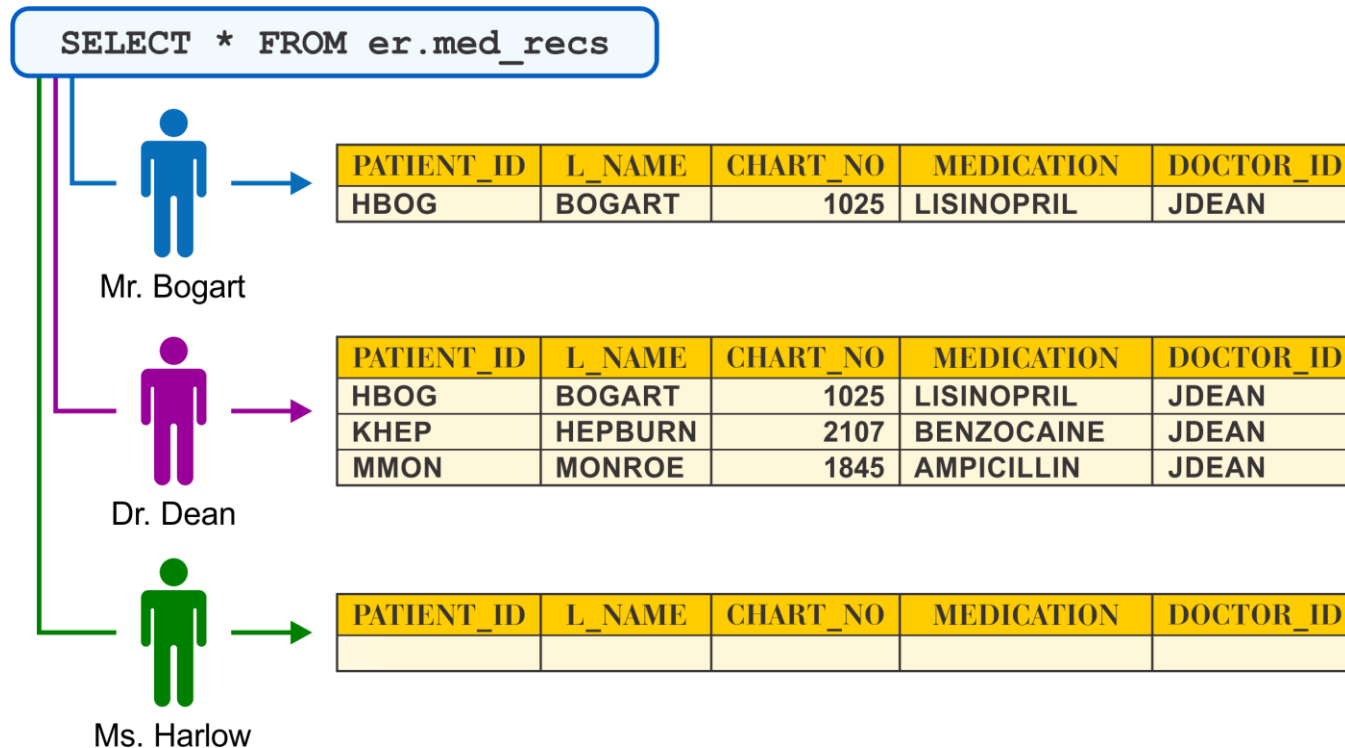 SELECT * FROM er.med_recs
PATIENT_ID L_NAME CHART_NO MEDICATION DOCTOR_ID
HBOG BOGART 1025 LISINOPRIL JDEAN
Mr. Bogart
PATIENT_ID L_NAME CHART_NO MEDICATION DOCTOR_ID
HBOG BOGART 1025 LISINOPRIL JDEAN
KHEP HEPBURN 2107 BENZOCAINE JDEAN
MMON MONROE 1845 AMPICILLIN JDEAN
Dr. Dean
PATIENT_ID L_NAME CHART_NO MEDICATION DOCTOR_ID
Ms. Harlow